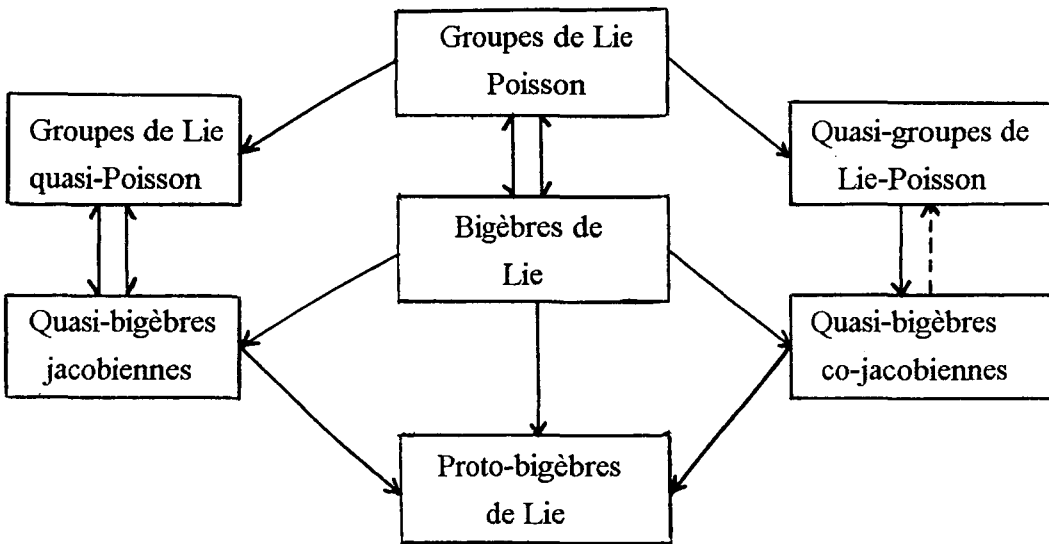 Groupes de Lie
Poisson
Groupes de Lie
quasi-Poisson
Quasi-groupes de
Lie-Poisson
Bigèbres de
Lie
Quasi-bigèbres
jacobiennes
Quasi-bigèbres
co-jacobiennes
Proto-bigèbres
de Lie